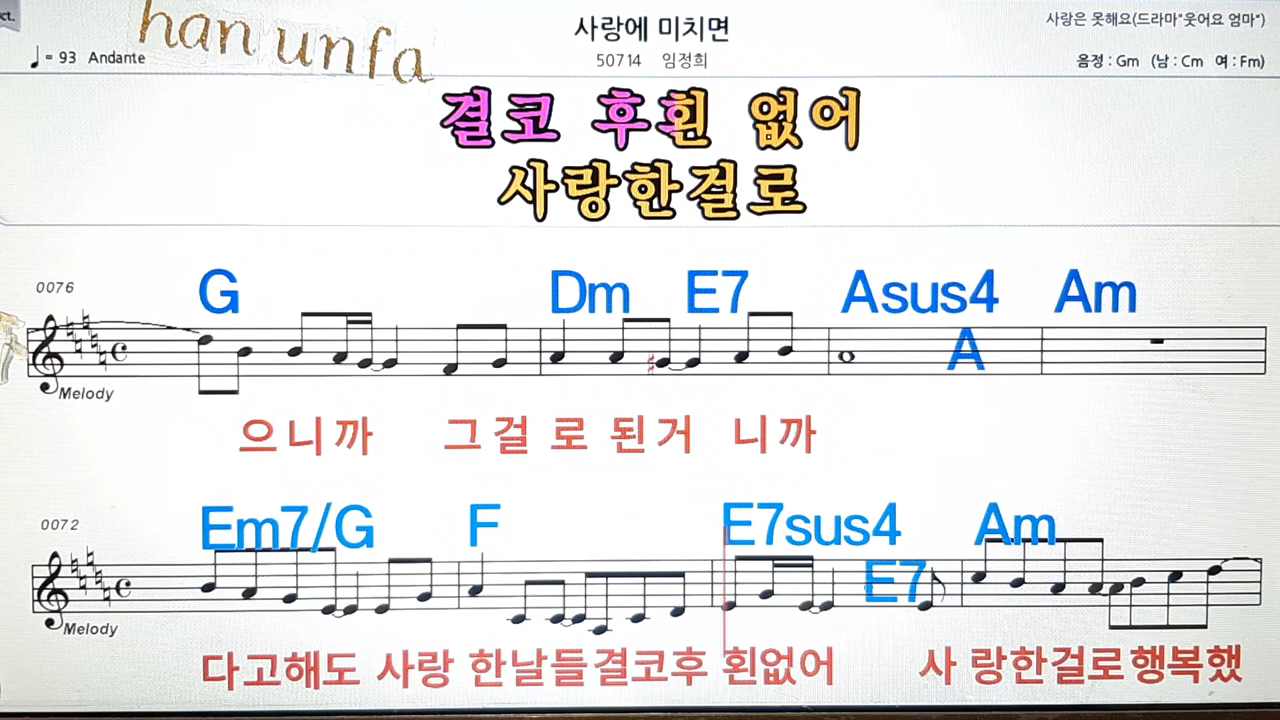 ct.
han unfa
사랑에 미치면
사랑은 못해요(드라마"웃어요 엄마")
♩= 93 Andante
50714 임정희
음정 : Gm (남 : Cm 여 : Fm)
결코 후회 없어
사랑한걸로
0076
G Dm E7 Asus4 Am
A
Melody
으니까 그걸 로 된거 니까
0072
Em7/G F E7sus4 Am
E7
Melody
다고해도 사랑 한날들결코후 횐없어 사 랑한걸로행복했